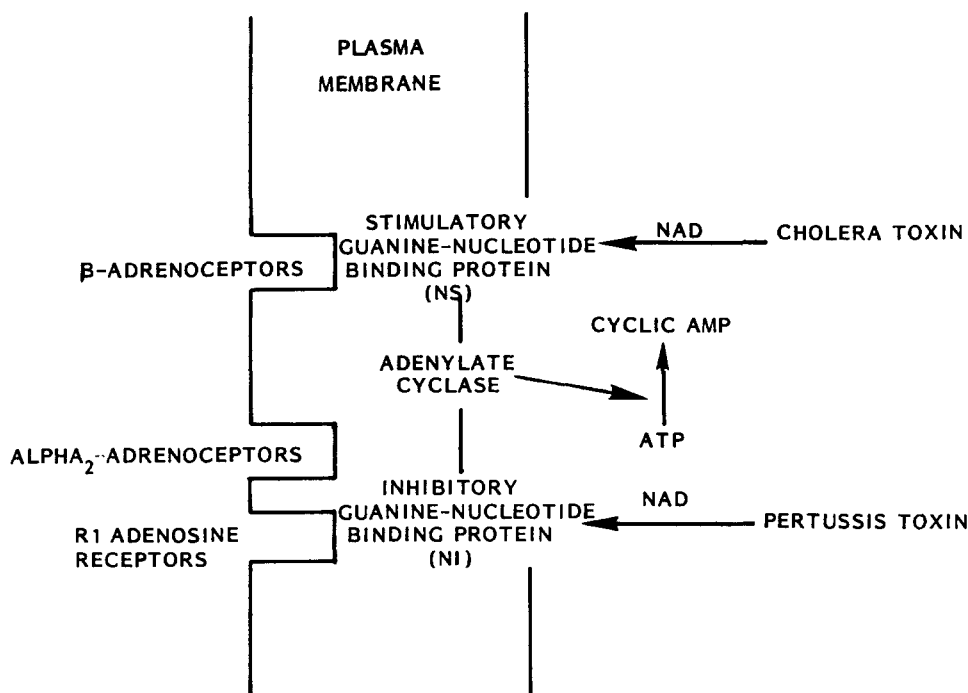 PLASMA
MEMBRANE
STIMULATORY
GUANINE-NUCLEOTIDE
BINDING PROTEIN
(NS)
NAD
CHOLERA TOXIN
β-ADRENOCEPTORS
CYCLIC AMP
ADENYLATE
CYCLASE
ATP
ALPHA₂-ADRENOCEPTORS
INHIBITORY
GUANINE-NUCLEOTIDE
BINDING PROTEIN
(NI)
NAD
PERTUSSIS TOXIN
R1 ADENOSINE
RECEPTORS